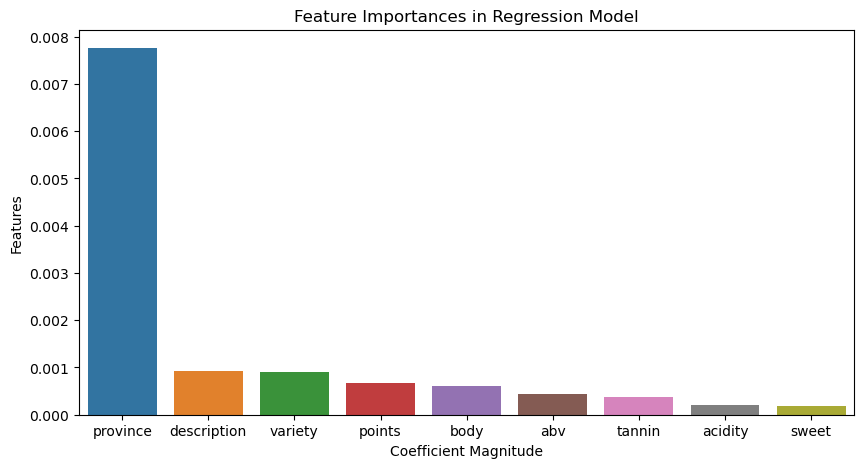 Feature Importances in Regression Model
0.008
0.007
0.006
0.005
0.004
0.003
0.002
0.001
0.000
Features
province description variety points body abv tannin acidity sweet
Coefficient Magnitude